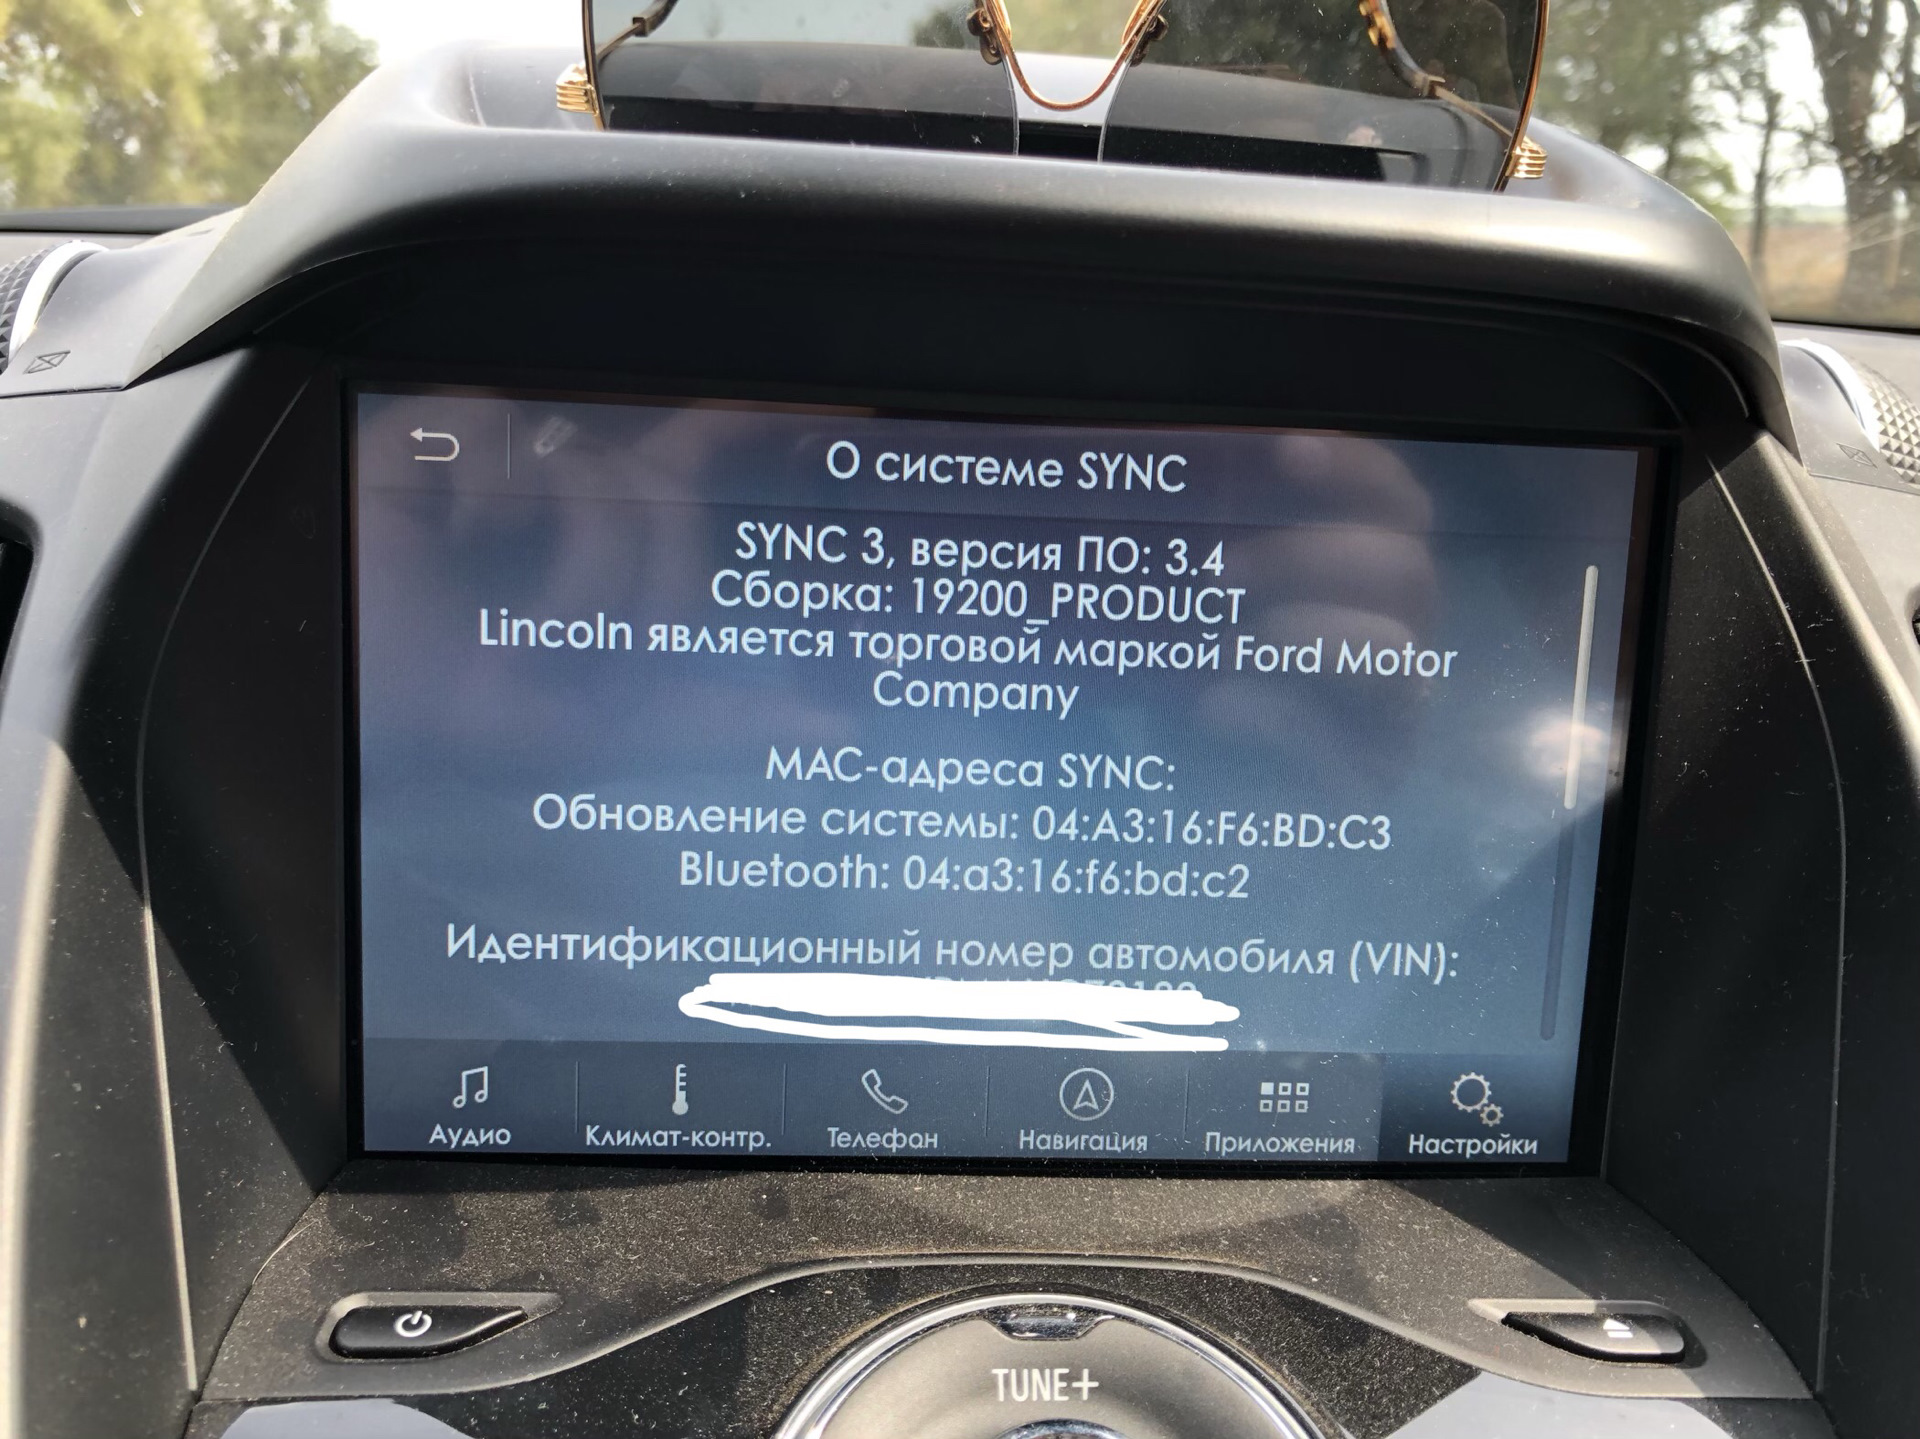 О системе SYNC
SYNC 3, версия ПО: 3.4
Сборка: 19200_PRODUCT
Lincoln является торговой маркой Ford Motor
Company
MAC-адреса SYNC:
Обновление системы: 04:A3:16:F6:BD:C3
Bluetooth: 04:a3:16:f6:bd:c2
Идентификационный номер автомобиля (VIN):
Аудио
Климат-контр.
Телефон
Навигация
Приложения
Настройки
TUNE+